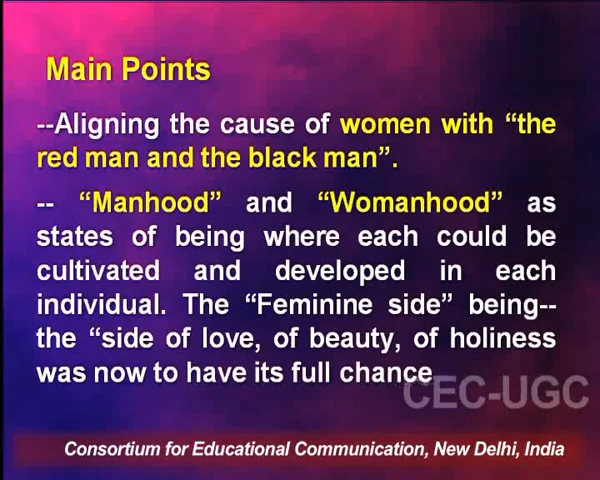 Main Points
--Aligning the cause of women with “the
red man and the black man”.
-- “Manhood” and “Womanhood” as
states of being where each could be
cultivated and developed in each
individual. The “Feminine side” being--
the “side of love, of beauty, of holiness
was now to have its full chance
CEC-UGC
Consortium for Educational Communication, New Delhi, India